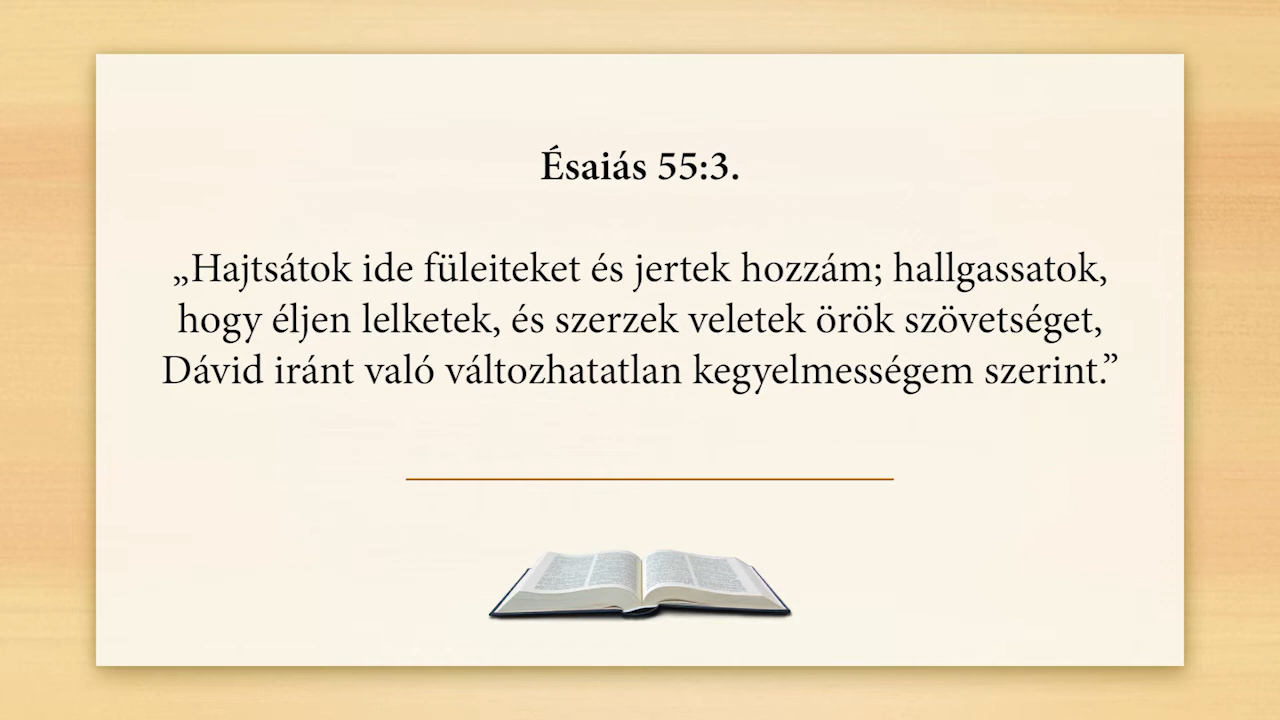 Ésaiás 55:3.
„Hajtsátok ide füleiteket és jertek hozzám; hallgassatok,
hogy éljen lelketek, és szerzek veletek örök szövetséget,
Dávid iránt való változhatatlan kegyelmességem szerint.”